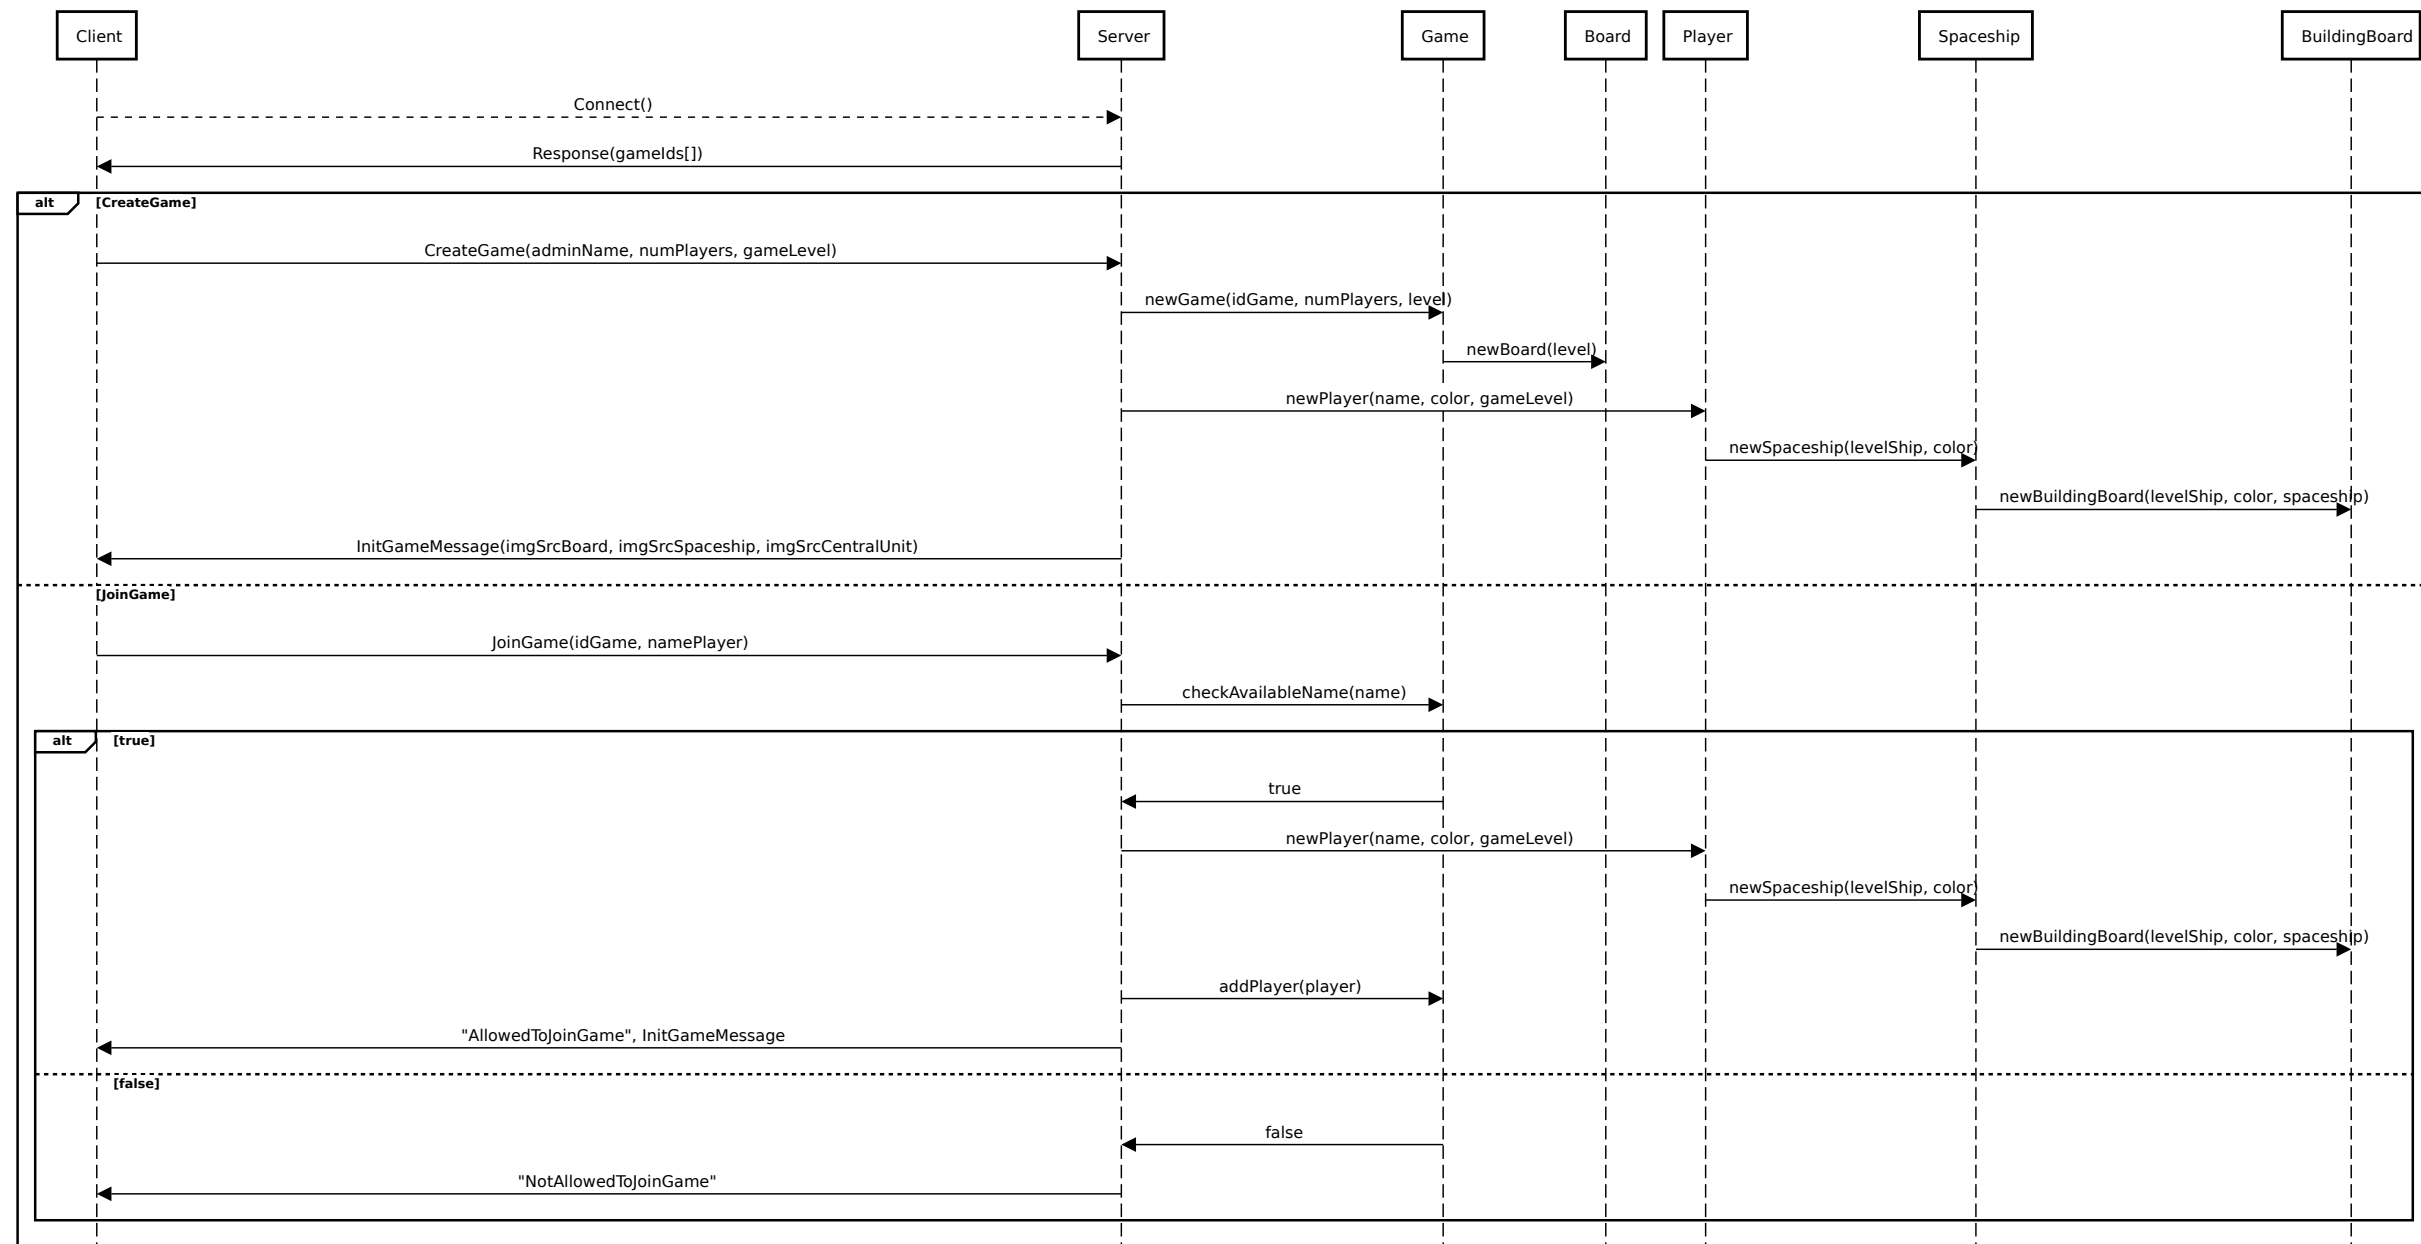 Client
Server
Game
Board
Player
Spaceship
BuildingBoard
Connect()
Response(gameIds[])
alt
[CreateGame]
CreateGame(adminName, numPlayers, gameLevel)
newGame(idGame, numPlayers, level)
newBoard(level)
newPlayer(name, color, gameLevel)
newSpaceship(levelShip, color)
newBuildingBoard(levelShip, color, spaceship)
InitGameMessage(imgSrcBoard, imgSrcSpaceship, imgSrcCentralUnit)
[JoinGame]
JoinGame(idGame, namePlayer)
checkAvailableName(name)
alt
[true]
true
newPlayer(name, color, gameLevel)
newSpaceship(levelShip, color)
newBuildingBoard(levelShip, color, spaceship)
addPlayer(player)
"AllowedToJoinGame", InitGameMessage
[false]
false
"NotAllowedToJoinGame"